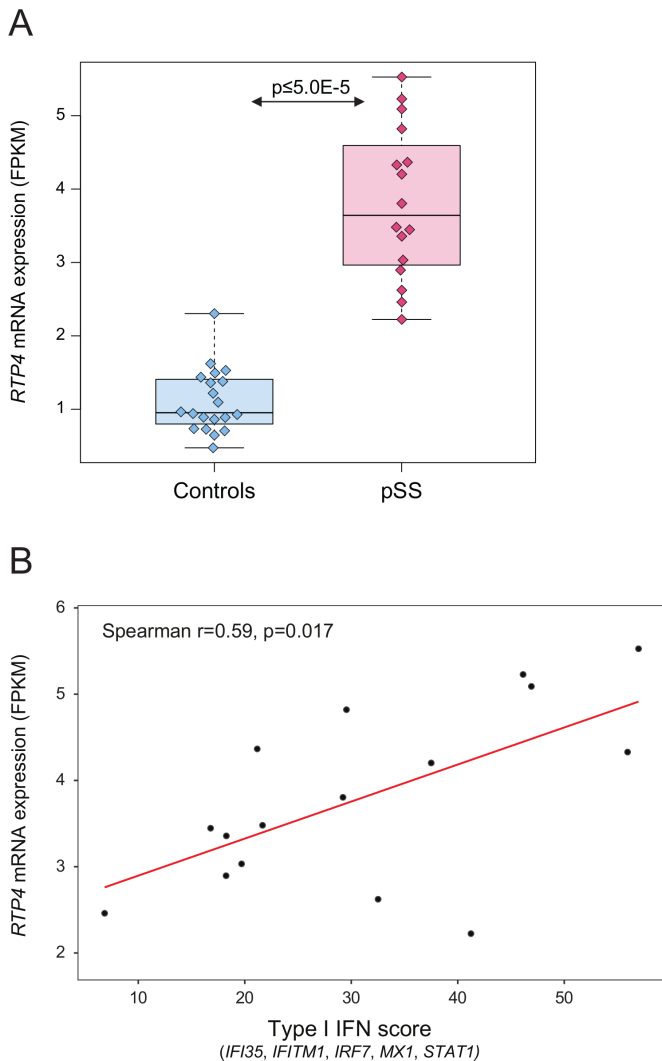 A
RTP4 mRNA expression (FPKM)
5
4
3
2
1
p≤5.0E-5
Controls
pSS
B
RTP4 mRNA expression (FPKM)
6
5
4
3
2
Spearman r=0.59, p=0.017
10
20
30
40
50
Type I IFN score
(IFI35, IFITM1, IRF7, MX1, STAT1)